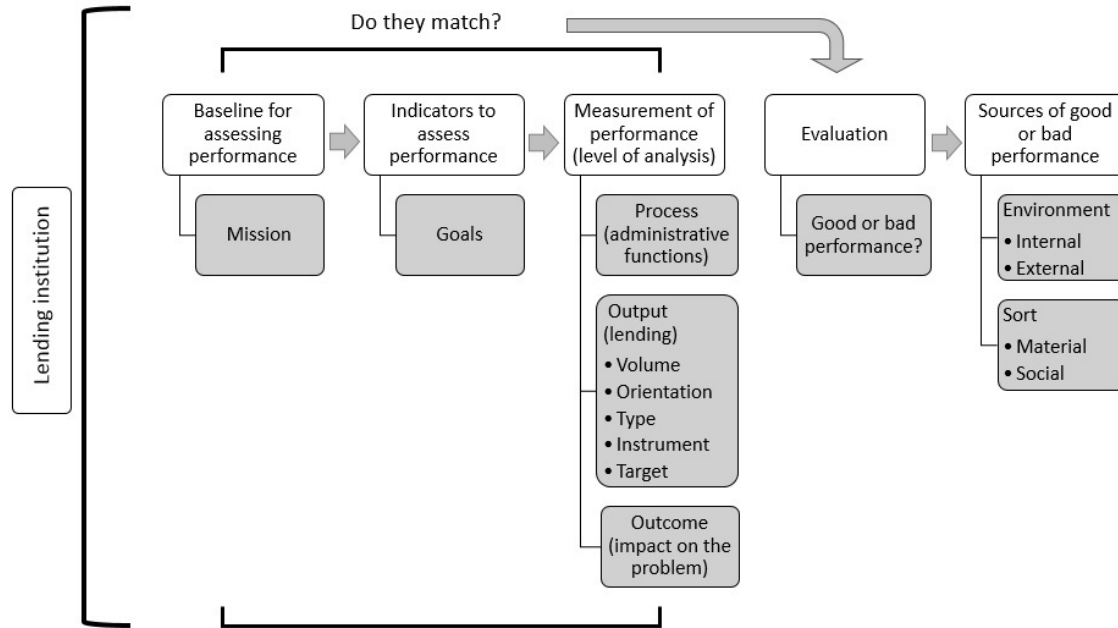 Do they match?
Lending institution
Baseline for
assessing
performance
Mission
Indicators to
assess
performance
Goals
Measurement of
performance
(level of analysis)
Process
(administrative
functions)
Output
(lending)
• Volume
• Orientation
• Type
• Instrument
• Target
Outcome
(impact on the
problem)
Evaluation
Good or bad
performance?
Sources of good
or bad
performance
Environment
• Internal
• External
Sort
• Material
• Social